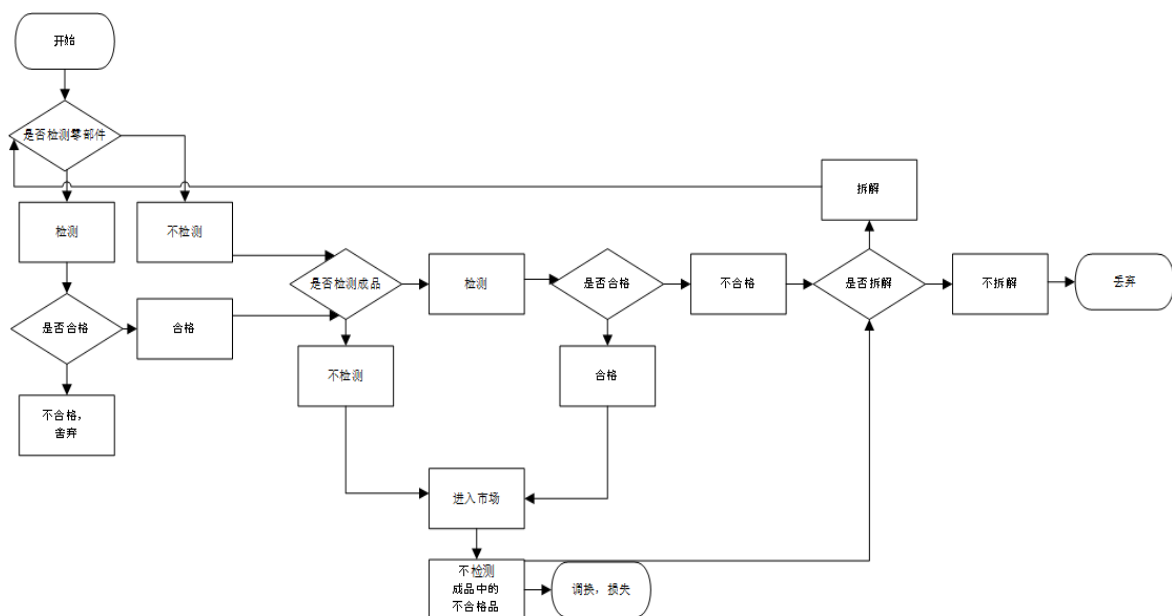 开始
是否检测零部件
拆解
检测
不检测
是否检测成品
检测
是否合格
不合格
是否拆解
不拆解
丢弃
是否合格
合格
不检测
合格
不合格，
舍弃
进入市场
不检测
成品中的
不合格品
调换，损失